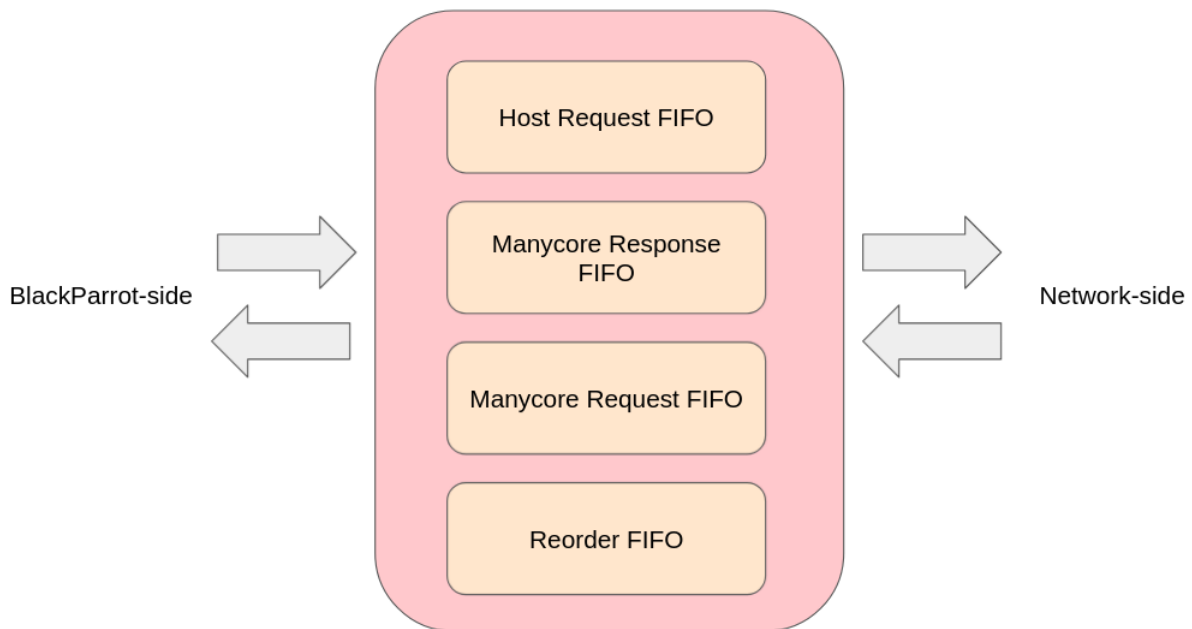 Host Request FIFO
Manycore Response
FIFO
BlackParrot-side
Network-side
Manycore Request FIFO
Reorder FIFO